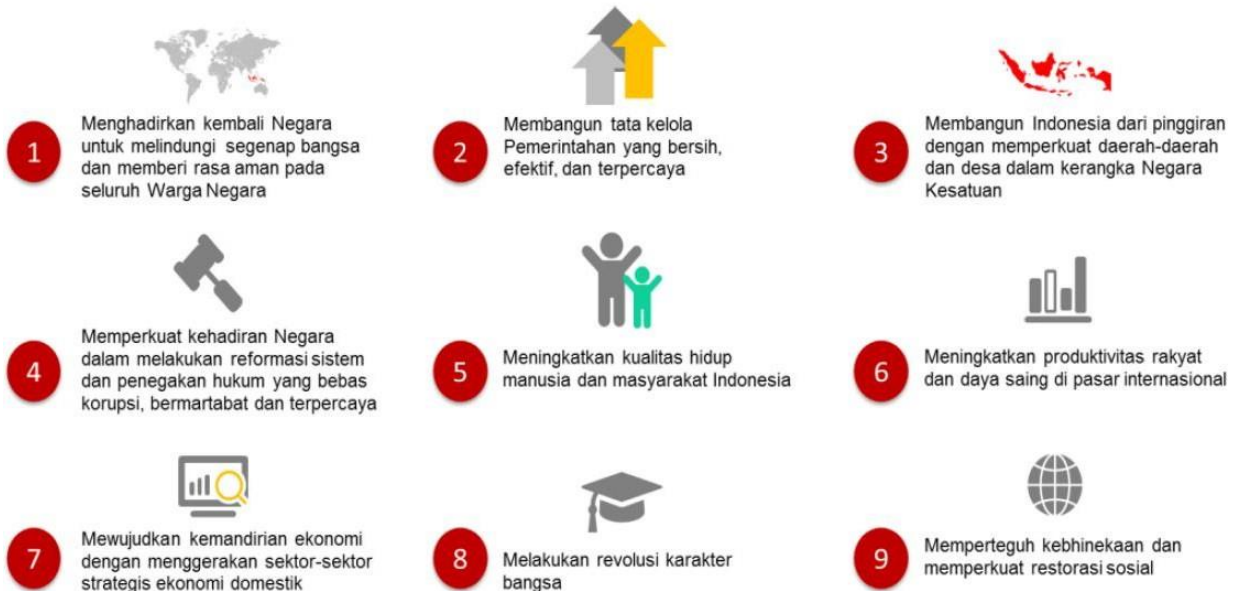 1
Menghadirkan kembali Negara
untuk melindungi segenap bangsa
dan memberi rasa aman pada
seluruh Warga Negara
2
Membangun tata kelola
Pemerintahan yang bersih,
efektif, dan terpercaya
3
Membangun Indonesia dari pinggiran
dengan memperkuat daerah-daerah
dan desa dalam kerangka Negara
Kesatuan
4
Memperkuat kehadiran Negara
dalam melakukan reformasi sistem
dan penegakan hukum yang bebas
korupsi, bermartabat dan terpercaya
5
Meningkatkan kualitas hidup
manusia dan masyarakat Indonesia
6
Meningkatkan produktivitas rakyat
dan daya saing di pasar internasional
7
Mewujudkan kemandirian ekonomi
dengan menggerakan sektor-sektor
strategis ekonomi domestik
8
Melakukan revolusi karakter
bangsa
9
Memperteguh kebhinekaan dan
memperkuat restorasi sosial